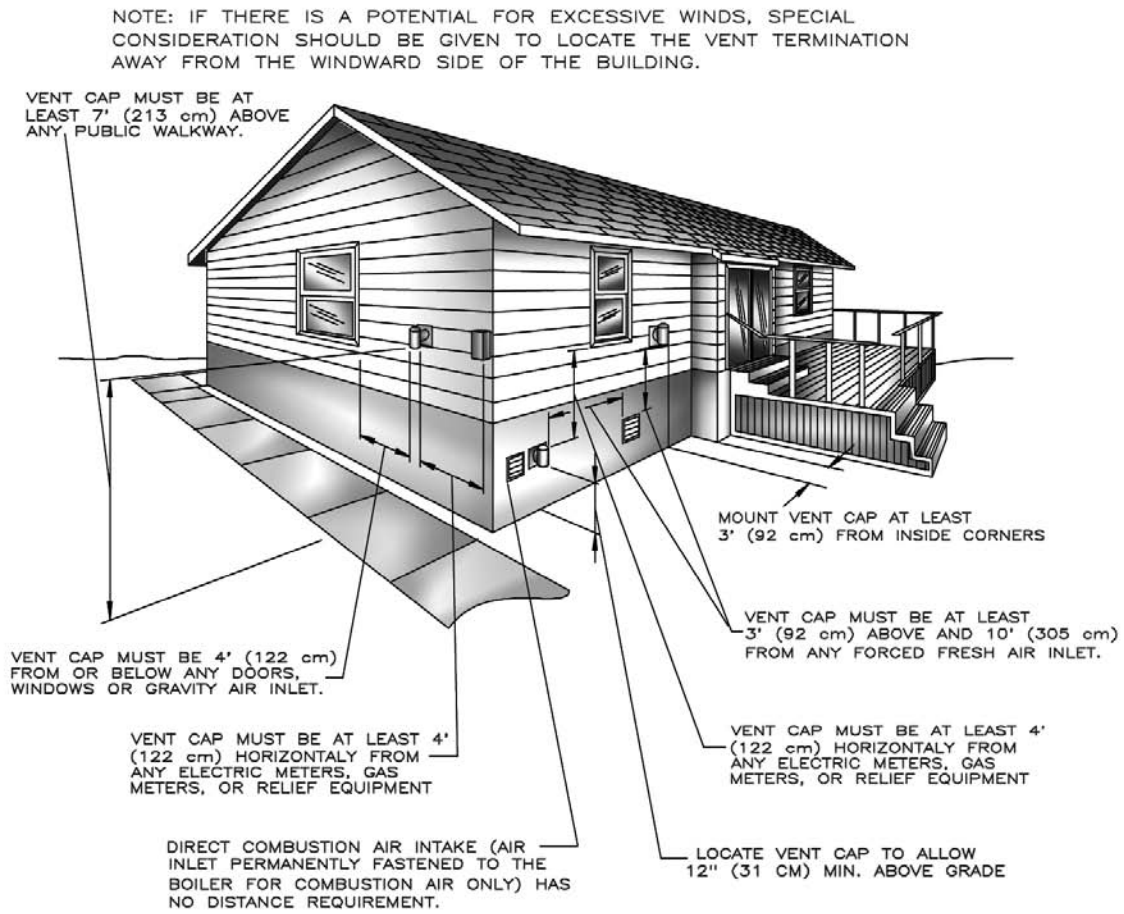 NOTE: IF THERE IS A POTENTIAL FOR EXCESSIVE WINDS, SPECIAL
CONSIDERATION SHOULD BE GIVEN TO LOCATE THE VENT TERMINATION
AWAY FROM THE WINDWARD SIDE OF THE BUILDING.
VENT CAP MUST BE AT
LEAST 7' (213 cm) ABOVE
ANY PUBLIC WALKWAY.
MOUNT VENT CAP AT LEAST
3' (92 cm) FROM INSIDE CORNERS
VENT CAP MUST BE AT LEAST
3' (92 cm) ABOVE AND 10' (305 cm)
FROM ANY FORCED FRESH AIR INLET.
VENT CAP MUST BE 4' (122 cm)
FROM OR BELOW ANY DOORS,
WINDOWS OR GRAVITY AIR INLET.
VENT CAP MUST BE AT LEAST 4'
(122 cm) HORIZONTALY FROM
ANY ELECTRIC METERS, GAS
METERS, OR RELIEF EQUIPMENT
VENT CAP MUST BE AT LEAST 4'
(122 cm) HORIZONTALY FROM
ANY ELECTRIC METERS, GAS
METERS, OR RELIEF EQUIPMENT
DIRECT COMBUSTION AIR INTAKE (AIR
INLET PERMANENTLY FASTENED TO THE
BOILER FOR COMBUSTION AIR ONLY) HAS
NO DISTANCE REQUIREMENT.
LOCATE VENT CAP TO ALLOW
12" (31 CM) MIN. ABOVE GRADE